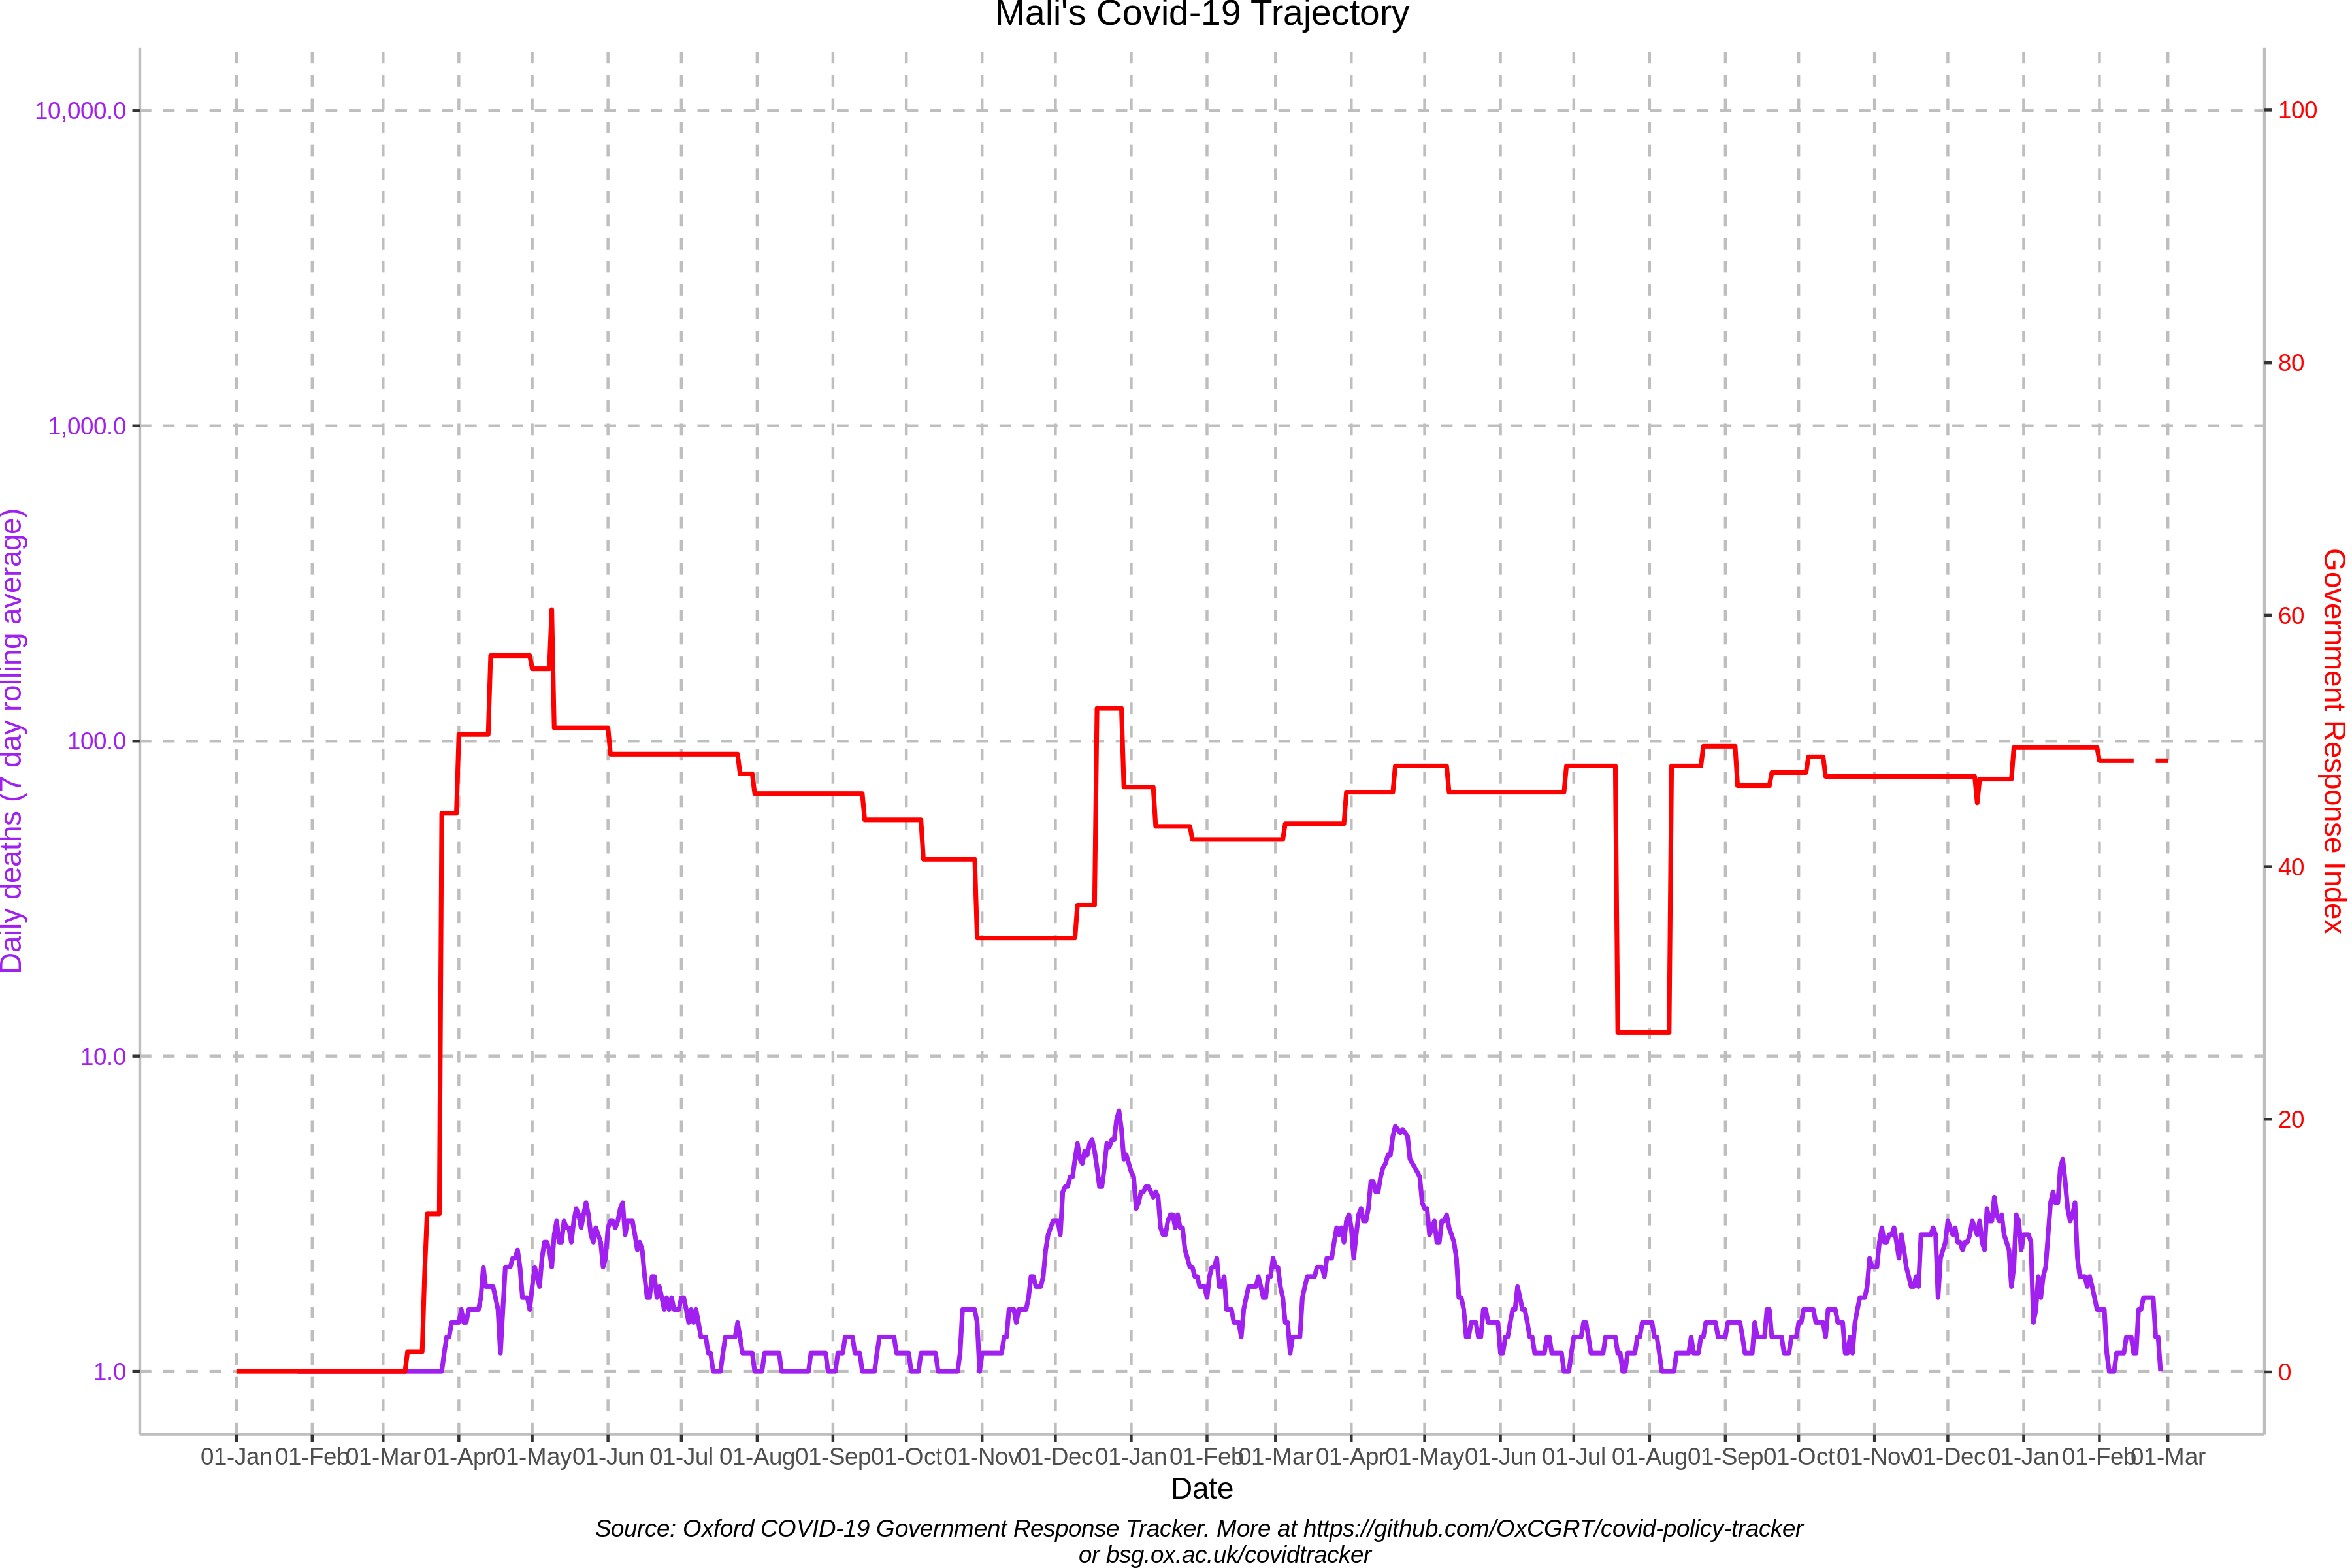 Mali's Covid-19 Trajectory
10,000.0
1,000.0
100.0
10.0
1.0
Daily deaths (7 day rolling average)
100
80
60
40
20
0
Government Response Index
01-Jan 01-Feb 01-Mar 01-Apr 01-May 01-Jun 01-Jul 01-Aug 01-Sep 01-Oct 01-Nov 01-Dec 01-Jan 01-Feb 01-Mar 01-Apr 01-May 01-Jun 01-Jul 01-Aug 01-Sep 01-Oct 01-Nov 01-Dec 01-Jan 01-Feb 01-Mar
Date
Source: Oxford COVID-19 Government Response Tracker. More at https://github.com/OxCGRT/covid-policy-tracker
or bsg.ox.ac.uk/covidtracker